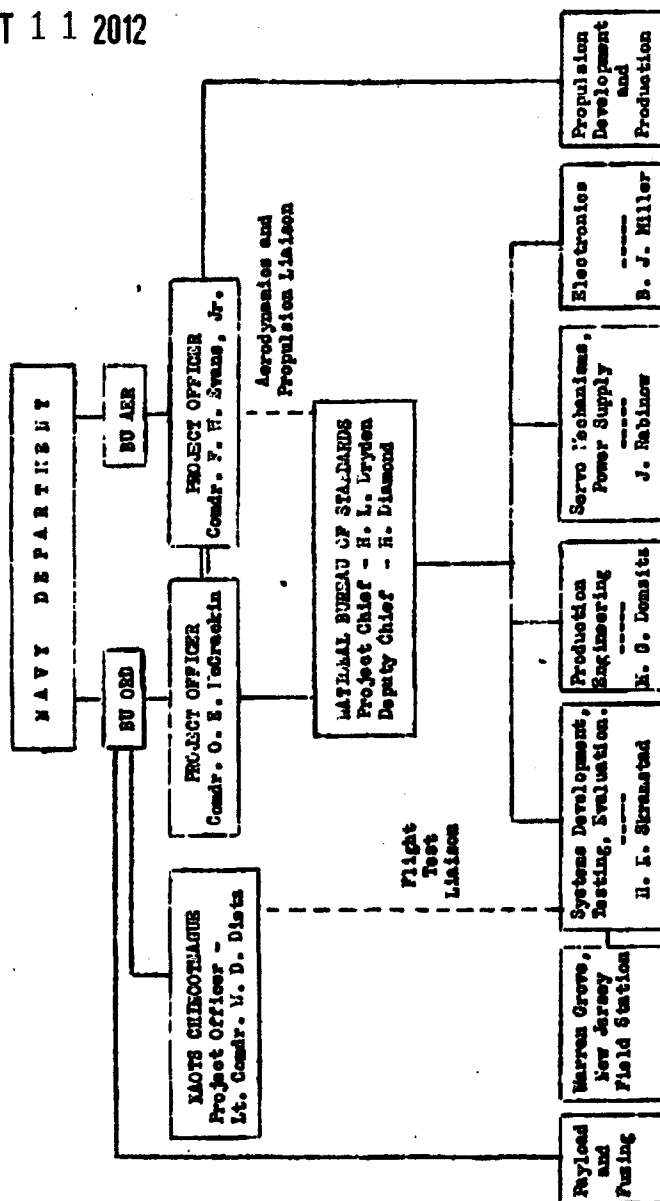 T 1 1 2012
NAVY DEPARTMENT
BU ORD
BU AER
NAOTS CHINCOTEAGUE
Project Officer -
Lt. Comdr. W. D. Dietz
PROJECT OFFICER
Comdr. O. E. McCrackin
PROJECT OFFICER
Comdr. F. H. Evans, Jr.
Aerodynamics and
Propulsion Liaison
NATIONAL BUREAU OF STANDARDS
Project Chief - H. L. Dryden
Deputy Chief - H. Diamond
Flight
Test
Liaison
Payload
and
Fusing
Warren Grove,
New Jersey
Field Station
Systems Development,
Testing, Evaluation.
-----
H. K. Skramstad
Production
Engineering
-----
M. G. Domsitz
Servo Mechanisms,
Power Supply
-----
J. Rabinow
Electronics
-----
B. J. Miller
Propulsion
Development
and
Production